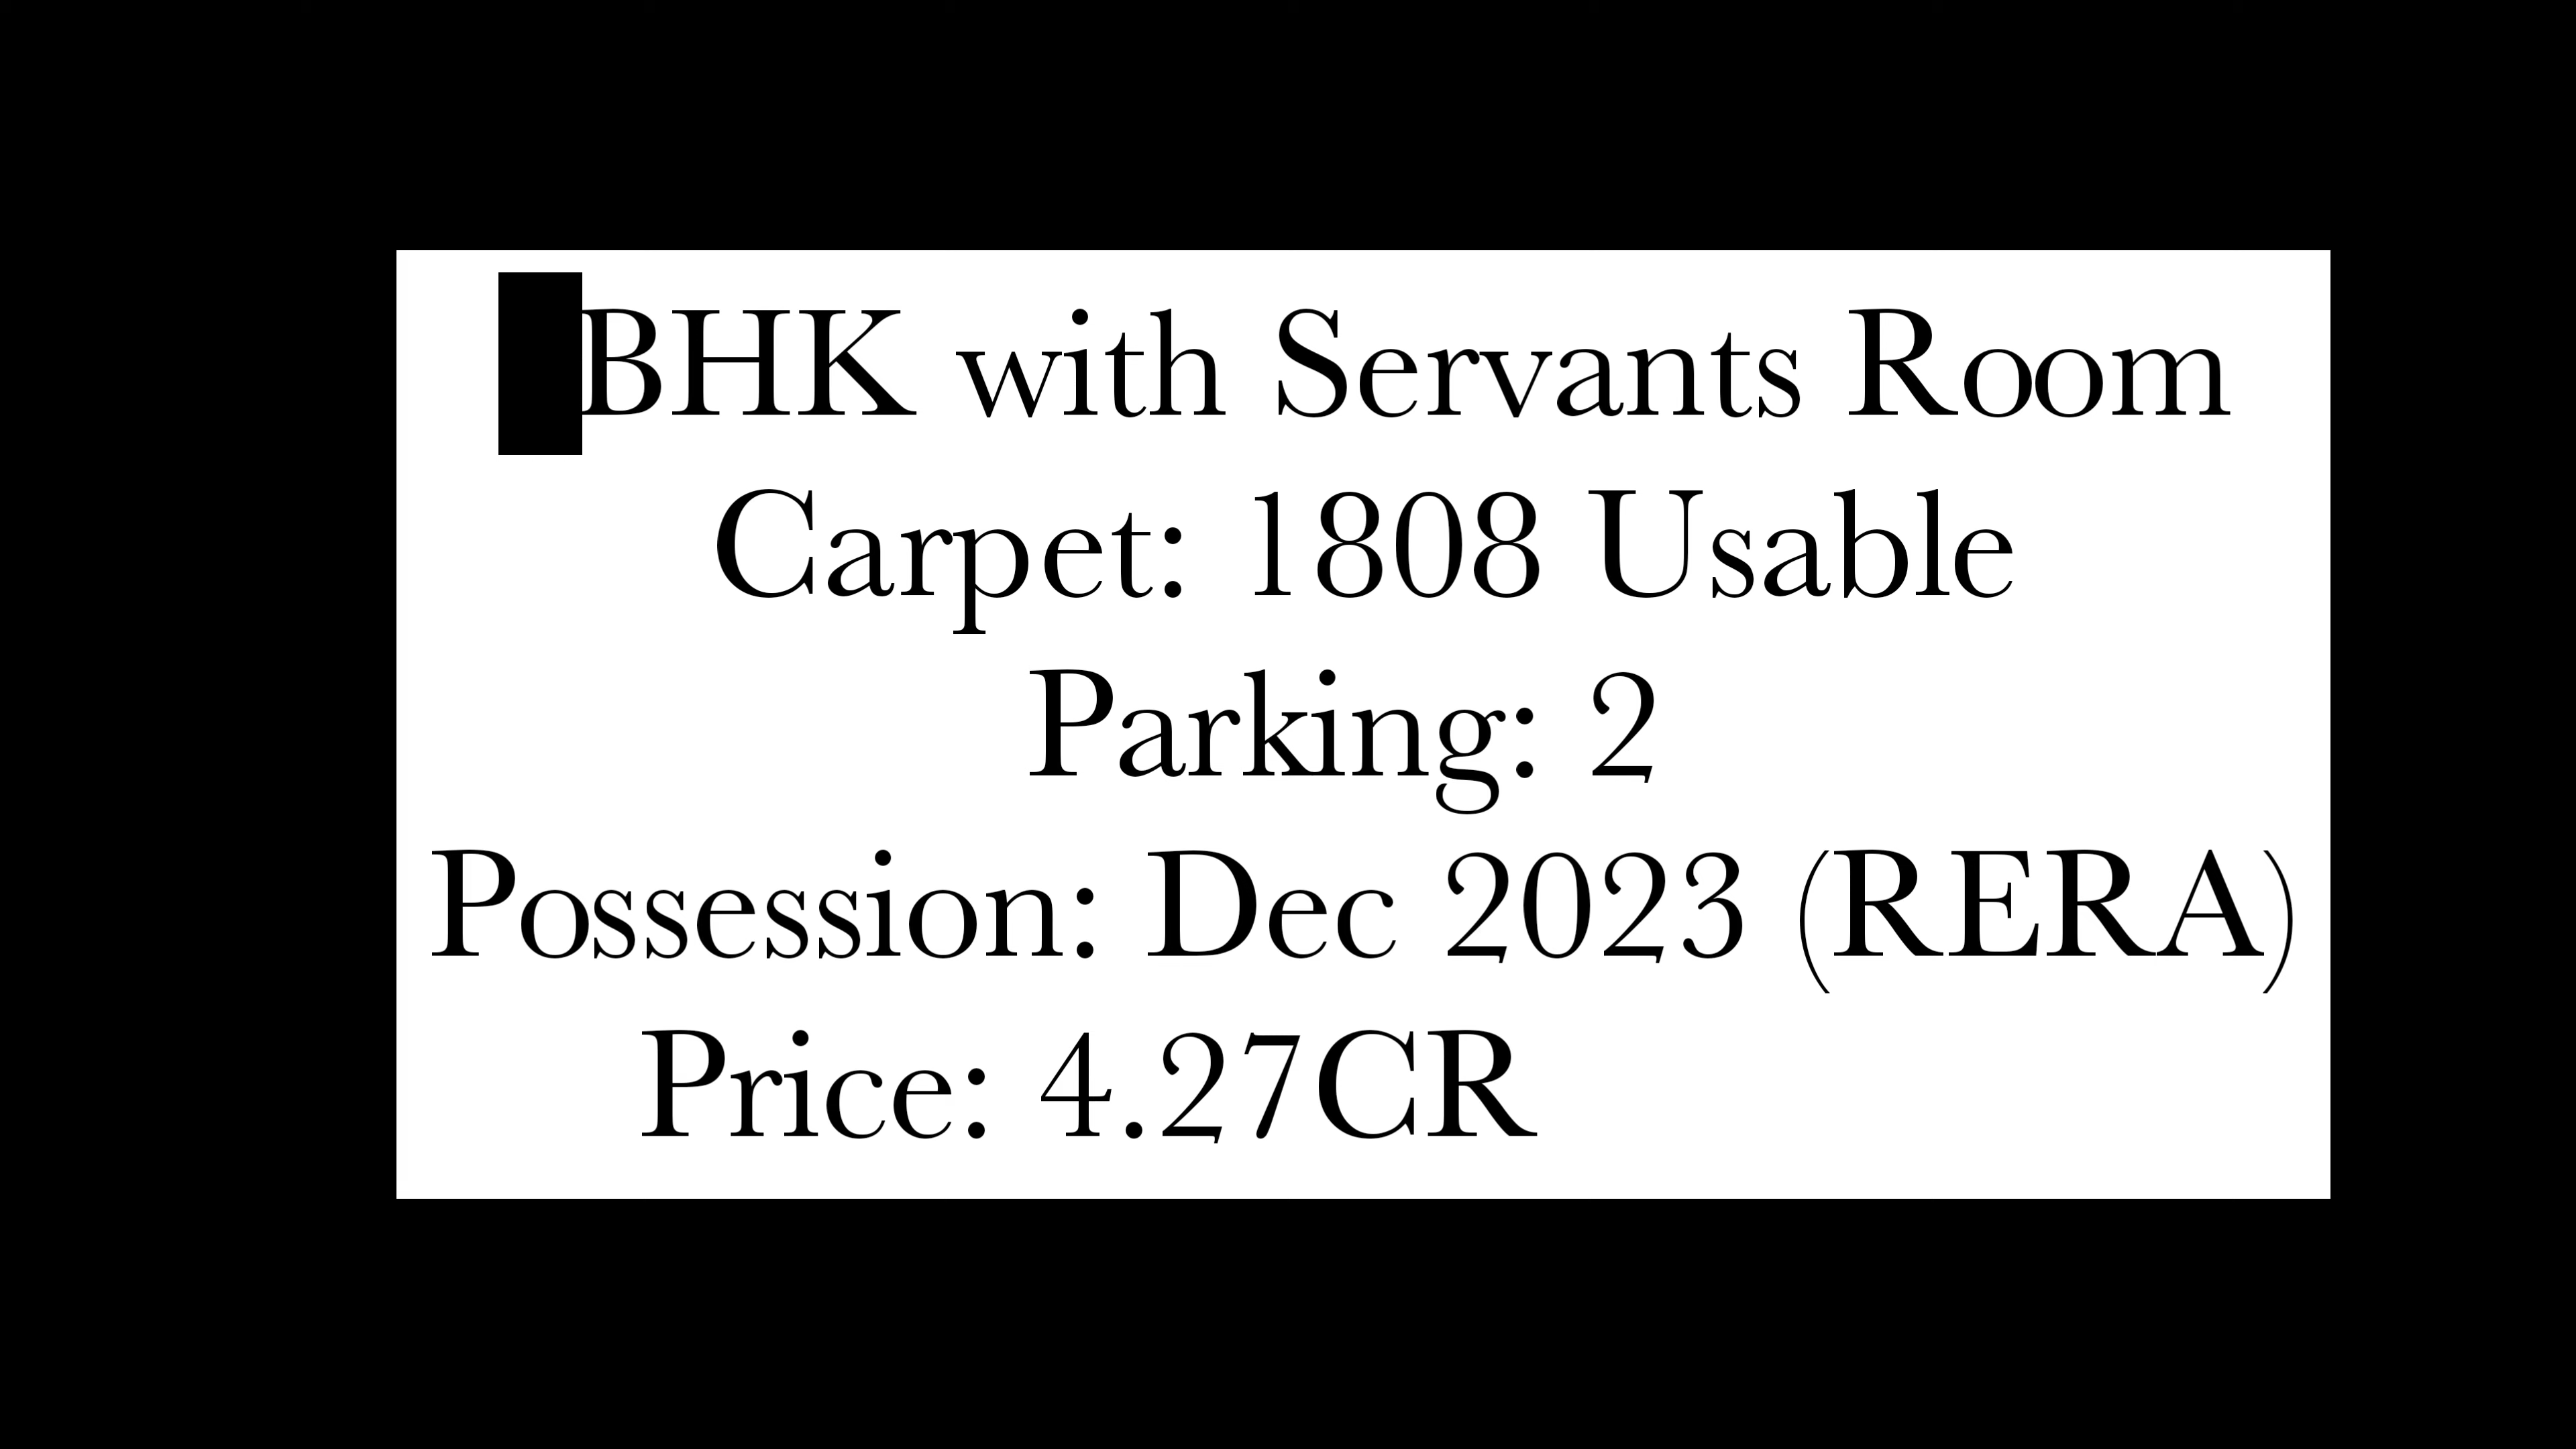 BHK with Servants Room
Carpet: 1808 Usable
Parking: 2
Possession: Dec 2023 (RERA)
Price: 4.27CR